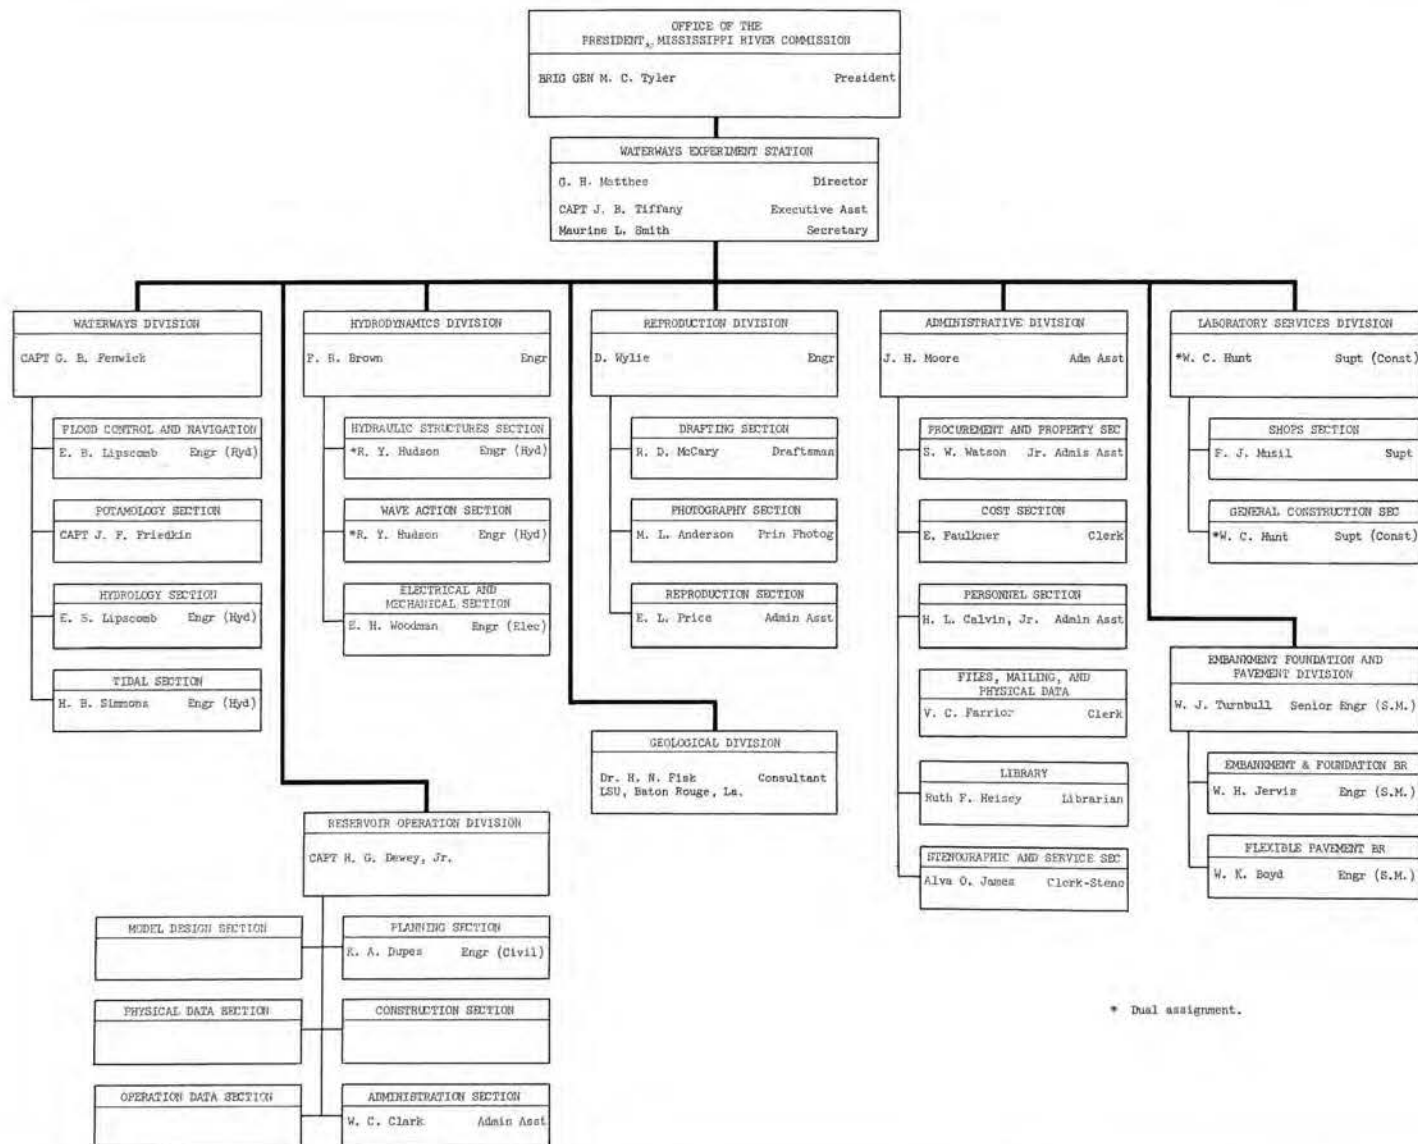 OFFICE OF THE
PRESIDENT, MISSISSIPPI RIVER COMMISSION
BRIG GEN M. C. Tyler President
WATERWAYS EXPERIMENT STATION
G. H. Matthes Director
CAPT J. B. Tiffany Executive Asst
Maurine L. Smith Secretary
WATERWAYS DIVISION
CAPT G. B. Fenwick
FLOOD CONTROL AND NAVIGATION
E. B. Lipscomb Engr (Hyd)
POTAMOLOGY SECTION
CAPT J. F. Friedkin
HYDROLOGY SECTION
E. S. Lipscomb Engr (Hyd)
TIDAL SECTION
H. B. Simmons Engr (Hyd)
HYDRODYNAMICS DIVISION
F. R. Brown Engr
HYDRAULIC STRUCTURES SECTION
*R. Y. Hudson Engr (Hyd)
WAVE ACTION SECTION
*R. Y. Hudson Engr (Hyd)
ELECTRICAL AND
MECHANICAL SECTION
E. H. Woodman Engr (Elec)
REPRODUCTION DIVISION
D. Wylie Engr
DRAFTING SECTION
R. D. McCary Draftsman
PHOTOGRAPHY SECTION
M. L. Anderson Prin Photog
REPRODUCTION SECTION
E. L. Price Admin Asst
ADMINISTRATIVE DIVISION
J. H. Moore Adm Asst
PROCUREMENT AND PROPERTY SEC
S. W. Watson Jr. Admis Asst
COST SECTION
E. Faulkner Clerk
PERSONNEL SECTION
H. L. Calvin, Jr. Admin Asst
FILES, MAILING, AND
PHYSICAL DATA
V. C. Farrior Clerk
LIBRARY
Ruth F. Heisey Librarian
STENOGRAPHIC AND SERVICE SEC
Alva O. James Clerk-Steno
LABORATORY SERVICES DIVISION
*W. C. Hunt Supt (Const)
SHOPS SECTION
F. J. Musil Supt
GENERAL CONSTRUCTION SEC
*W. C. Hunt Supt (Const)
EMBANKMENT FOUNDATION AND
PAVEMENT DIVISION
W. J. Turnbull Senior Engr (S.M.)
EMBANKMENT & FOUNDATION BR
W. H. Jervis Engr (S.M.)
FLEXIBLE PAVEMENT BR
W. K. Boyd Engr (S.M.)
GEOLOGICAL DIVISION
Dr. H. N. Fisk Consultant
LSU, Baton Rouge, La.
RESERVOIR OPERATION DIVISION
CAPT H. G. Dewey, Jr.
MODEL DESIGN SECTION
PLANNING SECTION
K. A. Dupes Engr (Civil)
PHYSICAL DATA SECTION
CONSTRUCTION SECTION
OPERATION DATA SECTION
ADMINISTRATION SECTION
W. C. Clark Admin Asst
* Dual assignment.